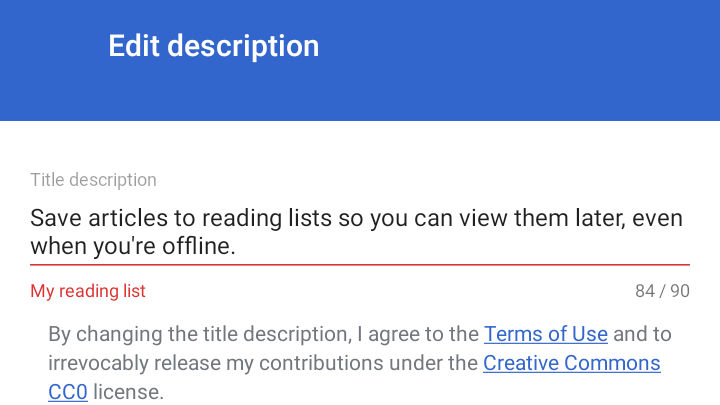 Edit description
Title description
Save articles to reading lists so you can view them later, even
when you're offline.
My reading list
84 / 90
By changing the title description, I agree to the Terms of Use and to
irrevocably release my contributions under the Creative Commons
CC0 license.